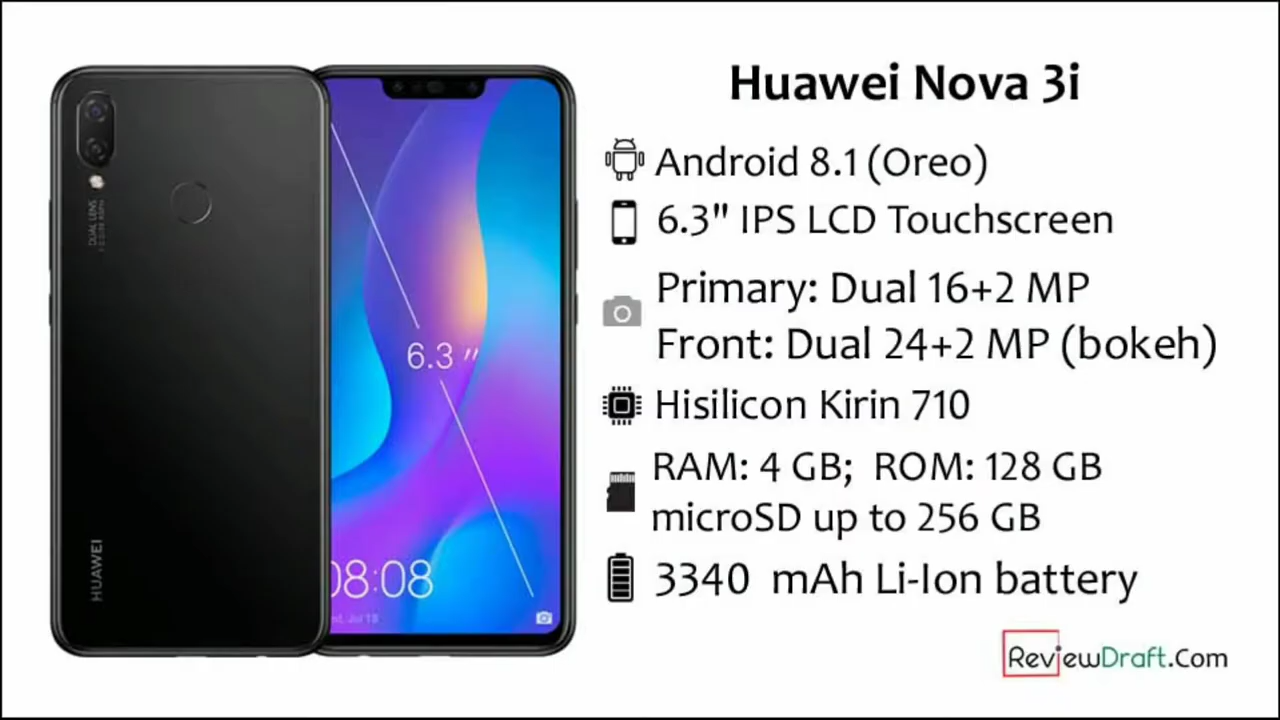 Huawei Nova 3i
Android 8.1 (Oreo)
6.3" IPS LCD Touchscreen
Primary: Dual 16+2 MP
Front: Dual 24+2 MP (bokeh)
Hisilicon Kirin 710
RAM: 4 GB; ROM: 128 GB
microSD up to 256 GB
3340 mAh Li-Ion battery
ReviewDraft.Com
DUAL LENS
HUAWEI
6.3 "
08:08